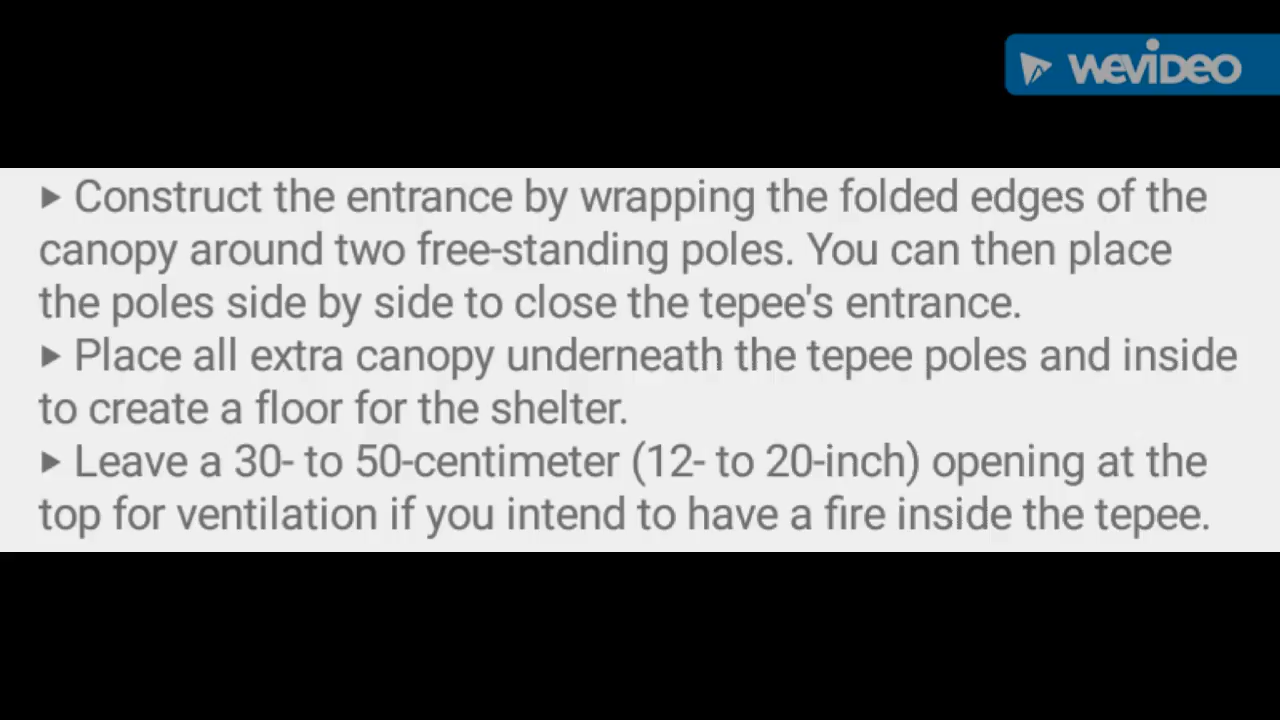 WEVIDEO
▸ Construct the entrance by wrapping the folded edges of the
canopy around two free-standing poles. You can then place
the poles side by side to close the tepee's entrance.
▸ Place all extra canopy underneath the tepee poles and inside
to create a floor for the shelter.
▸ Leave a 30- to 50-centimeter (12- to 20-inch) opening at the
top for ventilation if you intend to have a fire inside the tepee.